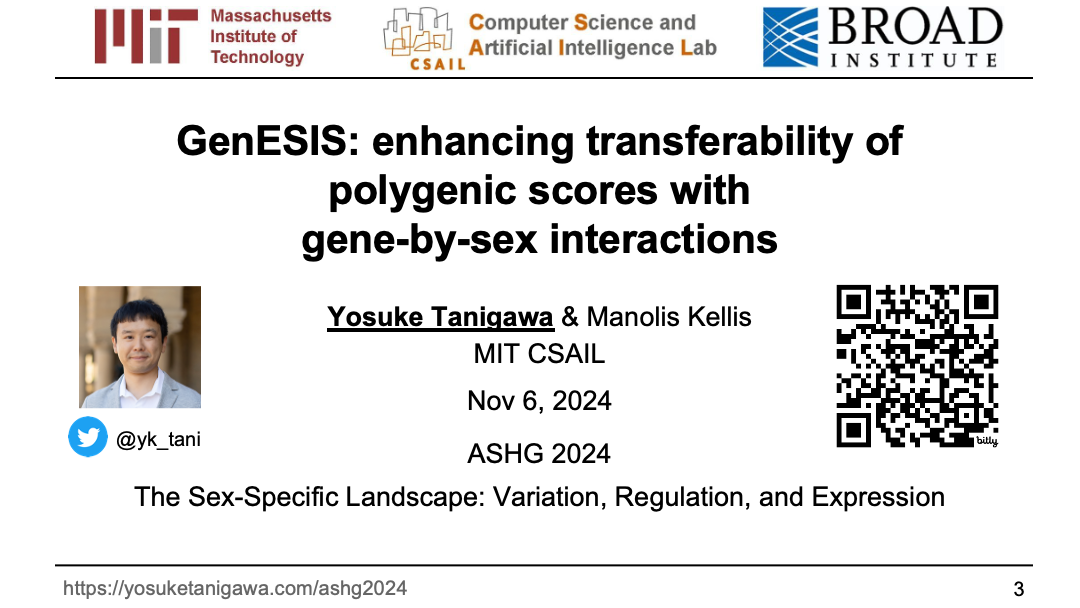 Massachusetts
Institute of
Technology
CSAIL
Computer Science and
Artificial Intelligence Lab
BROAD
INSTITUTE
GenESIS: enhancing transferability of
polygenic scores with
gene-by-sex interactions
Yosuke Tanigawa & Manolis Kellis
MIT CSAIL
Nov 6, 2024
ASHG 2024
The Sex-Specific Landscape: Variation, Regulation, and Expression
@yk_tani
bitly
https://yosuketanigawa.com/ashg2024
3